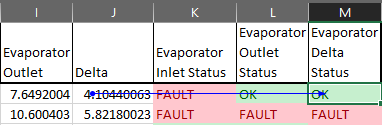 I J K L M
Evaporator Outlet Delta Evaporator Inlet Status Evaporator Outlet Status Evaporator Delta Status
7.6492004 4.10440063 FAULT OK OK
10.600403 5.82180023 FAULT FAULT FAULT